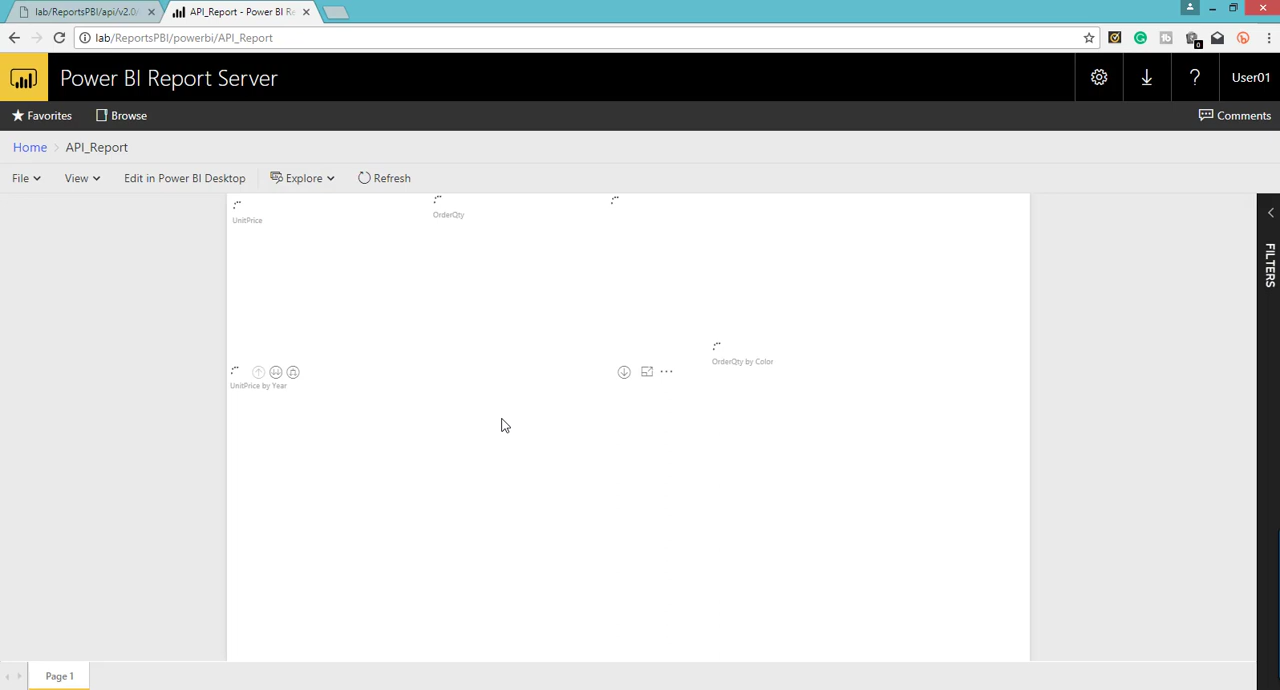 lab/ReportsPBI/api/v2.0/
API_Report - Power BI Re
lab/ReportsPBI/powerbi/API_Report
0
Power BI Report Server
?
User01
Favorites
Browse
Comments
Home > API_Report
File
View
Edit in Power BI Desktop
Explore
Refresh
UnitPrice
OrderQty
FILTERS
OrderQty by Color
UnitPrice by Year
Page 1